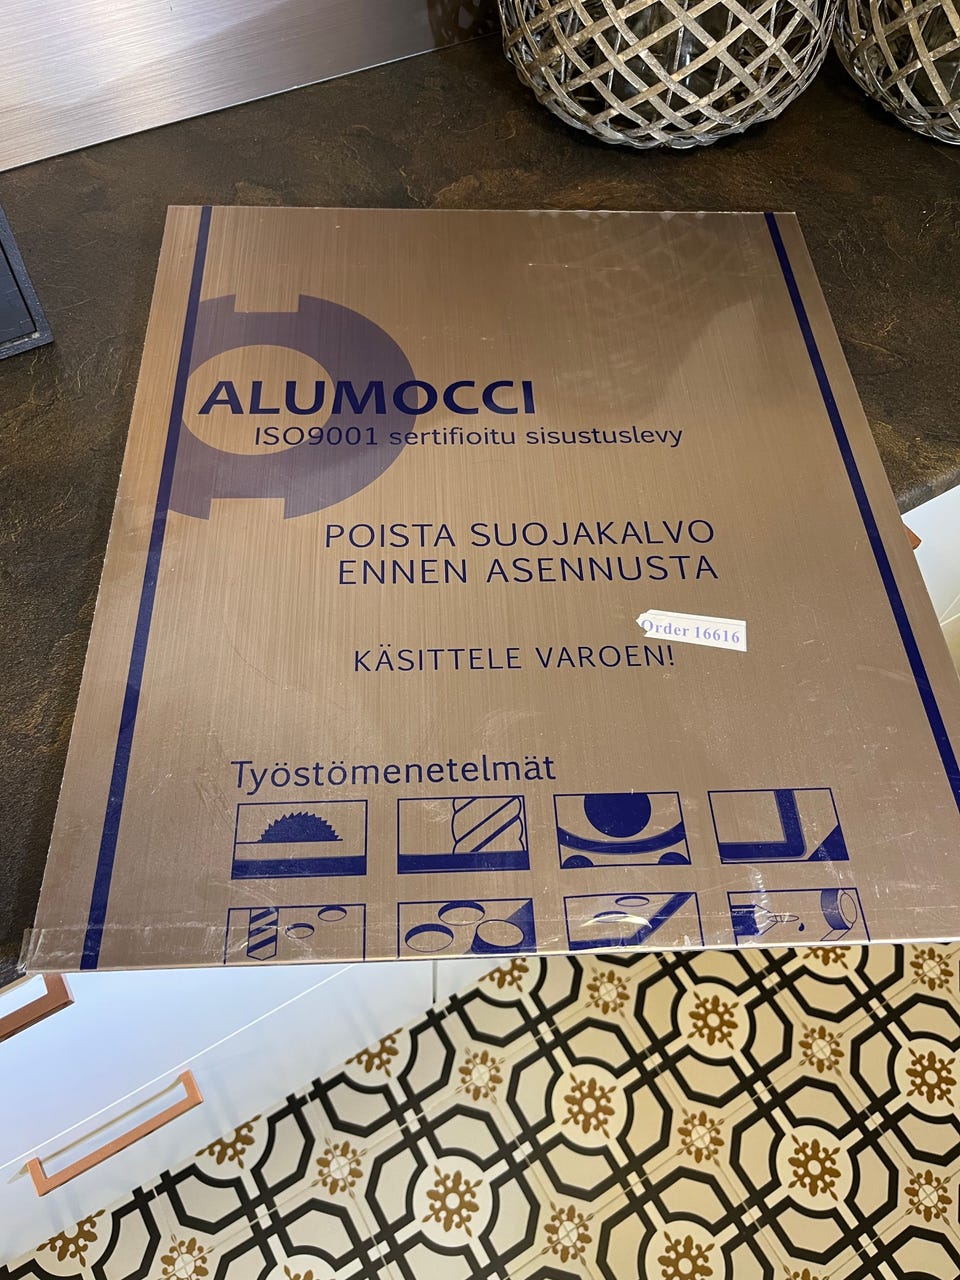 ALUMOCCI
ISO9001 sertifioitu sisustuslevy
POISTA SUOJAKALVO
ENNEN ASENNUSTA
Order 16616
KÄSITTELE VAROEN!
Työstömenetelmät